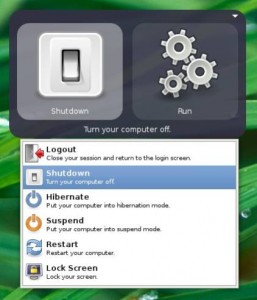 Shutdown
Run
Turn your computer off.
Logout
Close your session and return to the login screen.
Shutdown
Turn your computer off.
Hibernate
Put your computer into hibernation mode.
Suspend
Put your computer into suspend mode.
Restart
Restart your computer.
Lock Screen
Lock your screen.